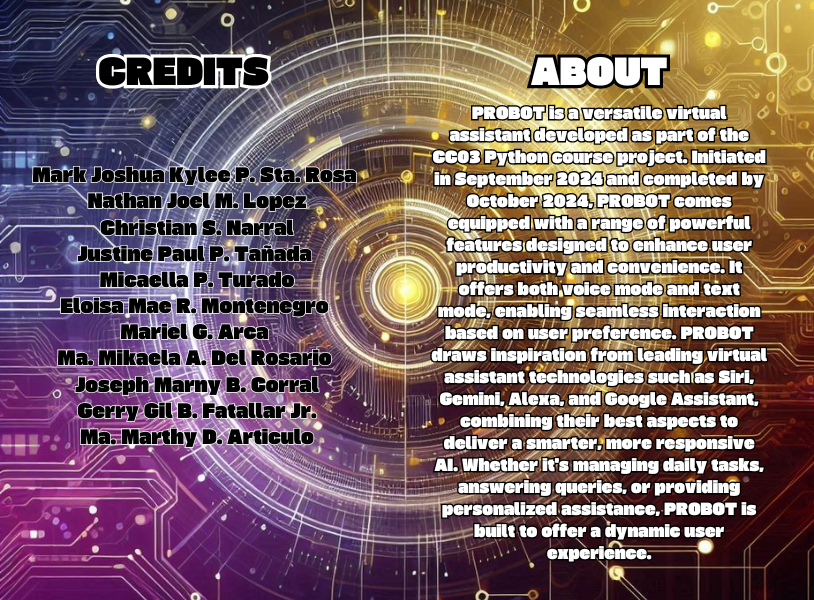 CREDITS
Mark Joshua Kylee P. Sta. Rosa
Nathan Joel M. Lopez
Christian S. Narral
Justine Paul P. Tañada
Micaella P. Turado
Eloisa Mae R. Montenegro
Mariel G. Arca
Ma. Mikaela A. Del Rosario
Joseph Marny B. Corral
Gerry Gil B. Fatallar Jr.
Ma. Marthy D. Articulo
ABOUT
PROBOT is a versatile virtual
assistant developed as part of the
CCO3 Python course project. Initiated
in September 2024 and completed by
October 2024, PROBOT comes
equipped with a range of powerful
features designed to enhance user
productivity and convenience. It
offers both voice mode and text
mode, enabling seamless interaction
based on user preference. PROBOT
draws inspiration from leading virtual
assistant technologies such as Siri,
Gemini, Alexa, and Google Assistant,
combining their best aspects to
deliver a smarter, more responsive
AI. Whether it's managing daily tasks,
answering queries, or providing
personalized assistance, PROBOT is
built to offer a dynamic user
experience.